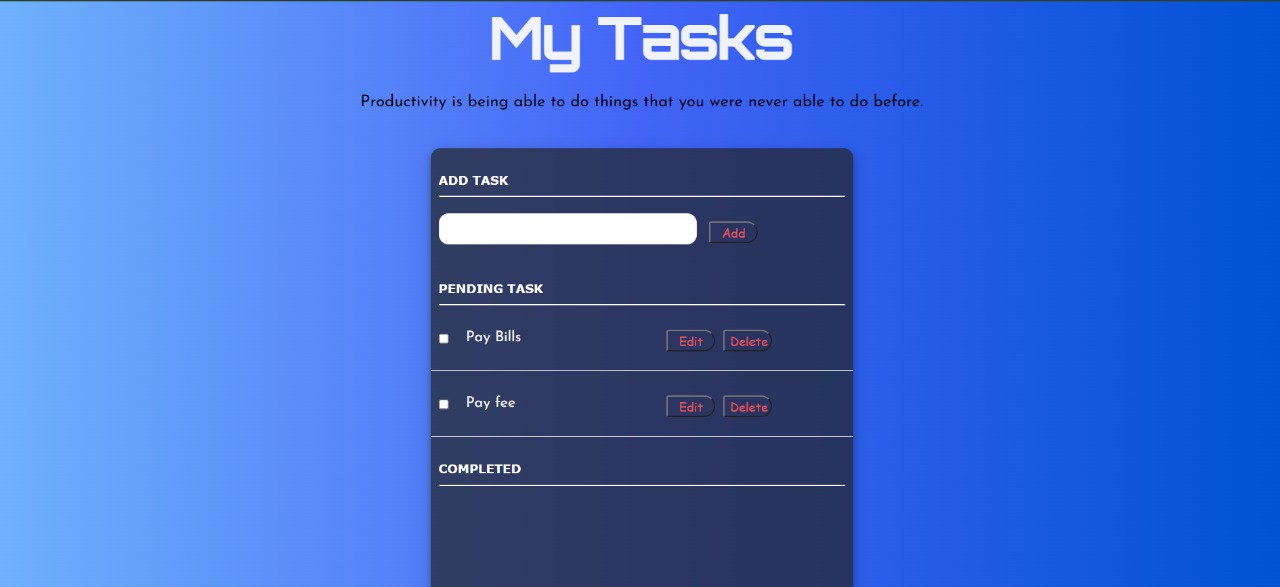 My Tasks
Productivity is being able to do things that you were never able to do before.
ADD TASK
Add
PENDING TASK
Pay Bills Edit Delete
Pay fee Edit Delete
COMPLETED